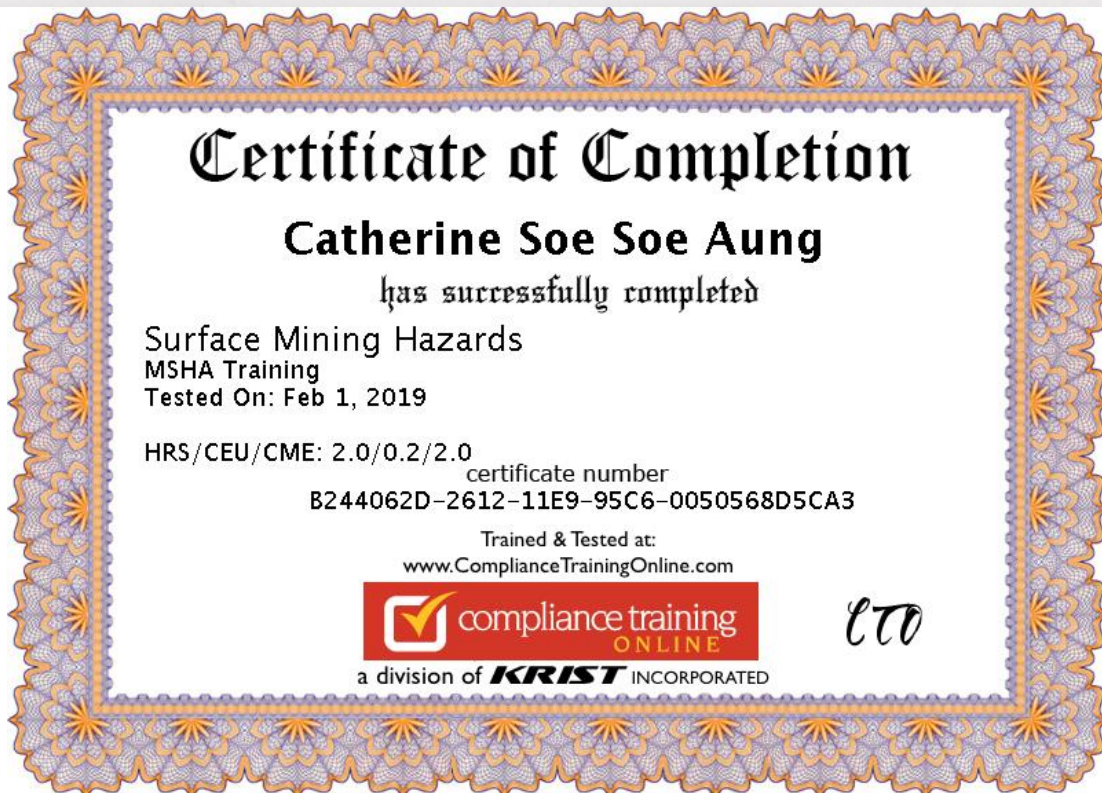 Certificate of Completion
Catherine Soe Soe Aung
has successfully completed
Surface Mining Hazards
MSHA Training
Tested On: Feb 1, 2019
HRS/CEU/CME: 2.0/0.2/2.0
certificate number
B244062D-2612-11E9-95C6-0050568D5CA3
Trained & Tested at:
www.ComplianceTrainingOnline.com
compliance training
ONLINE
CTO
a division of KRIST INCORPORATED